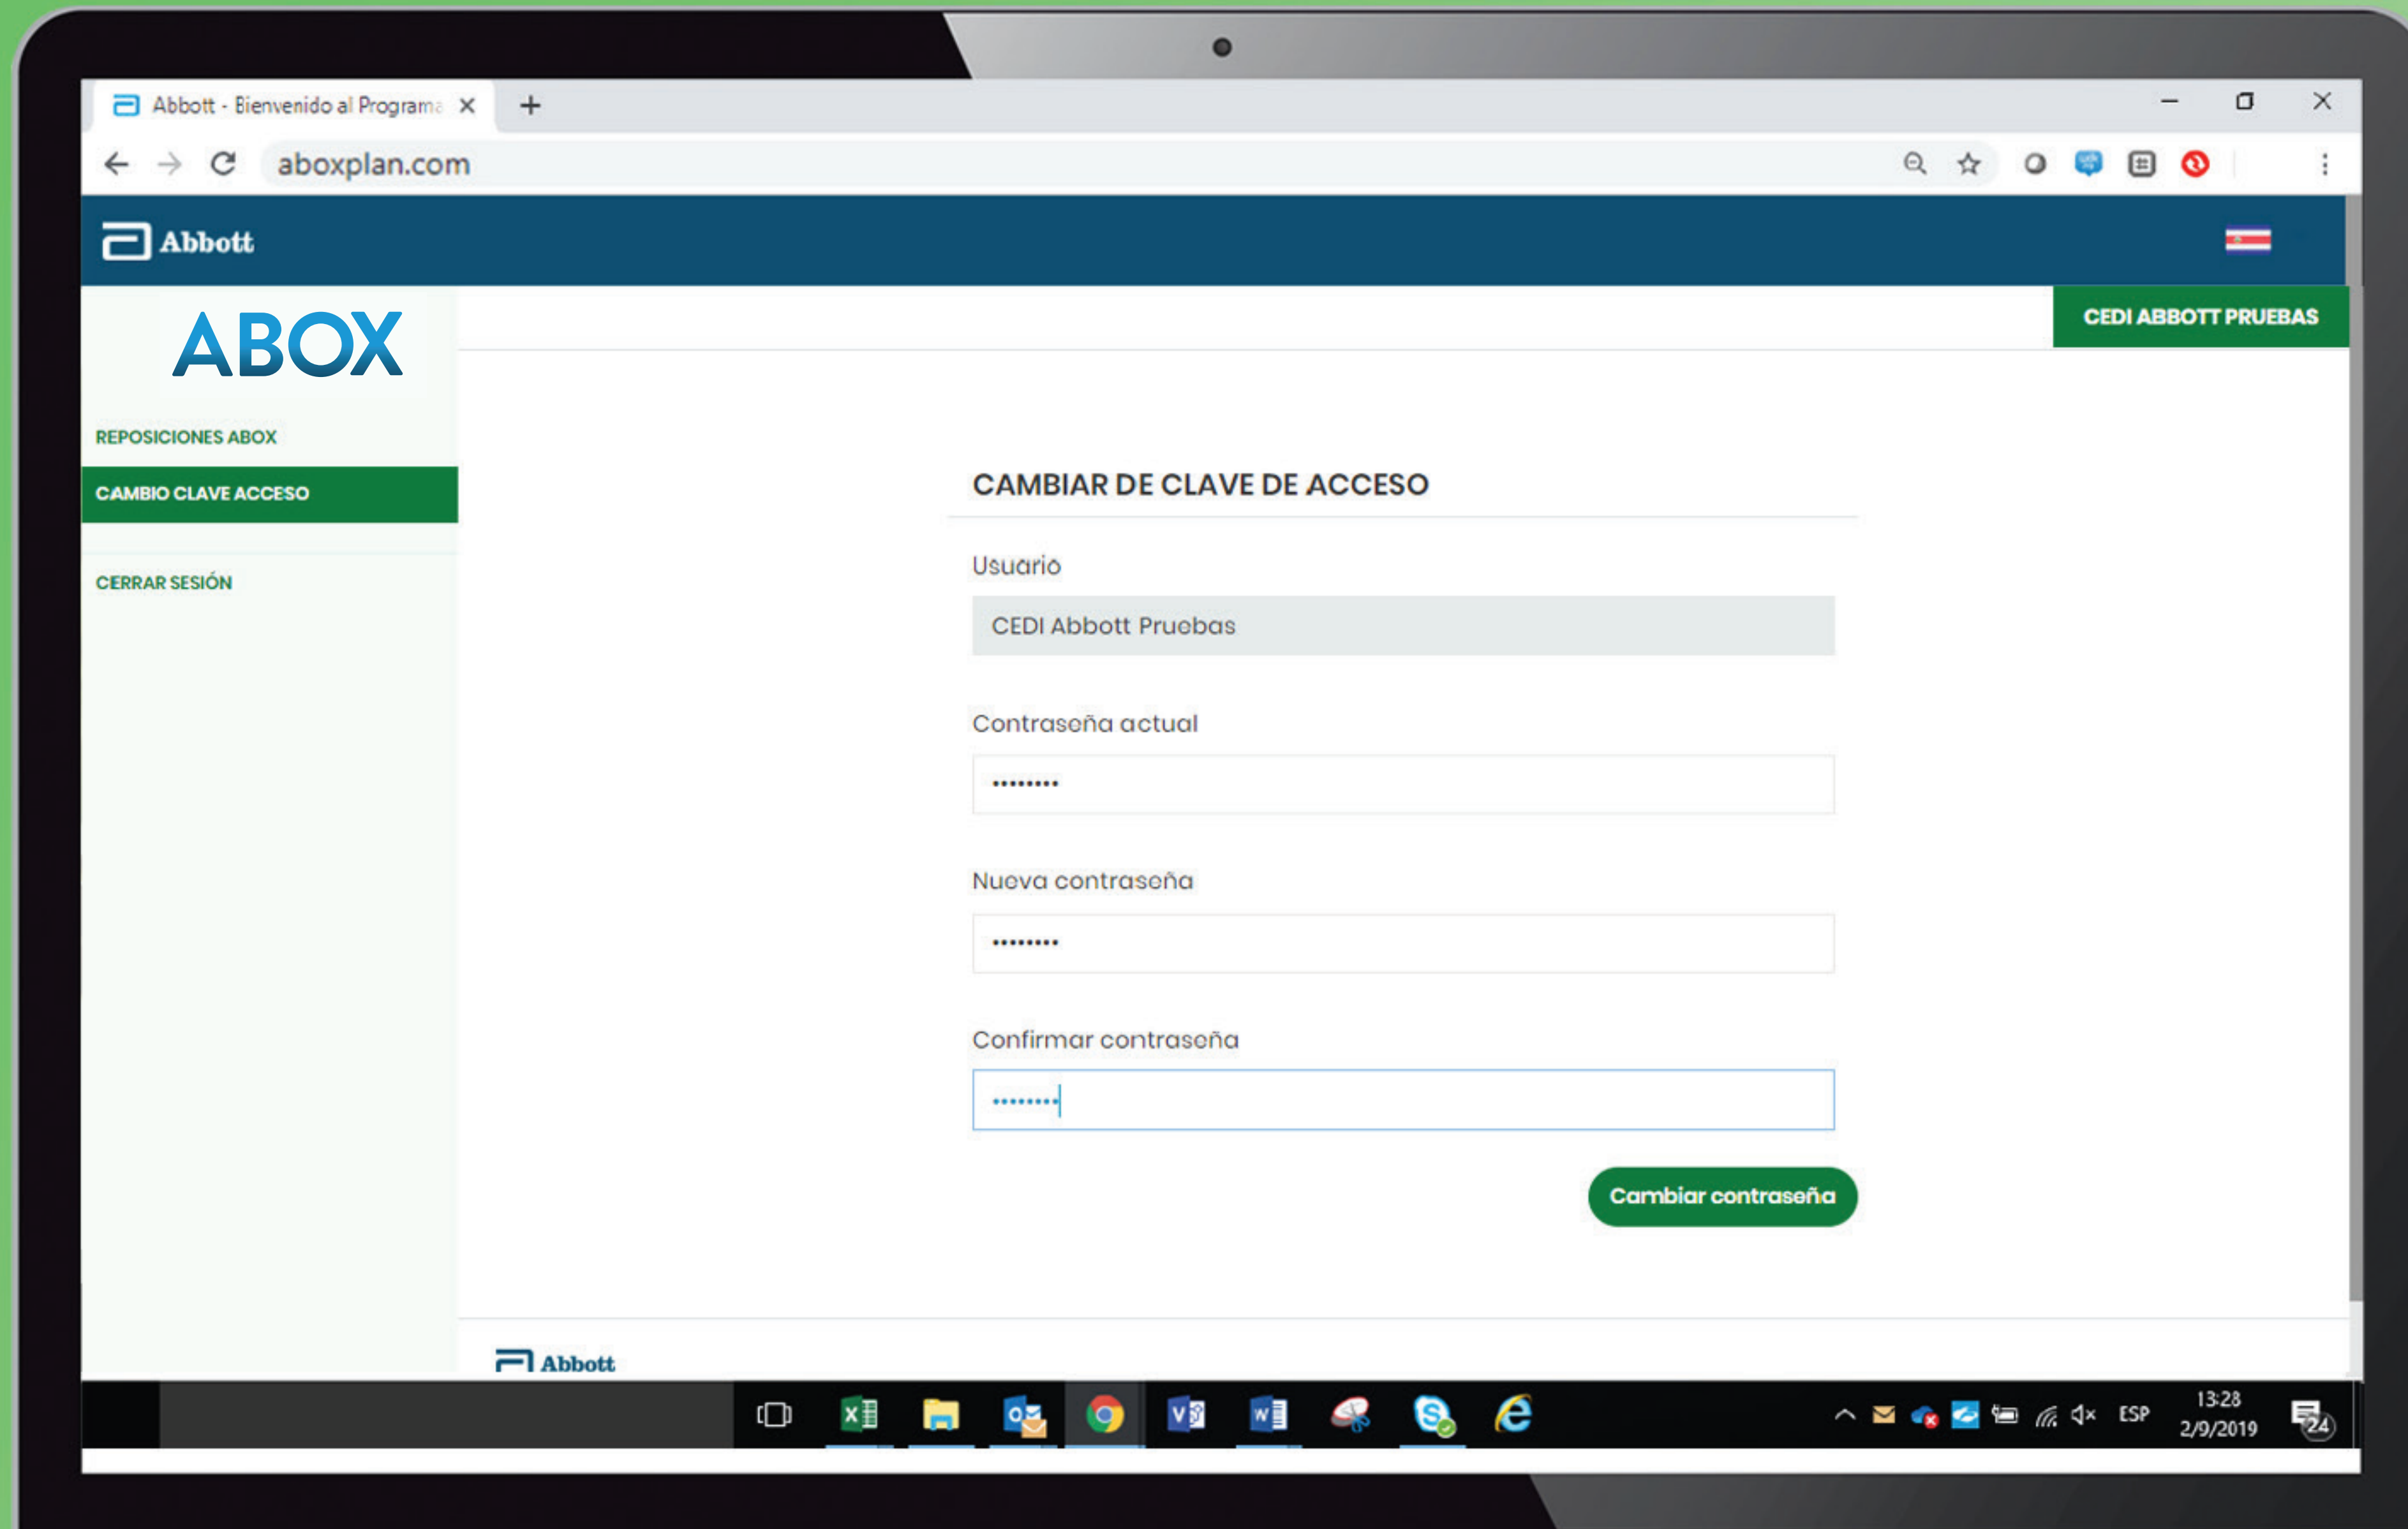 Abbott - Bienvenido al Programa
aboxplan.com
Abbott
ABOX
CEDI ABBOTT PRUEBAS
REPOSICIONES ABOX
CAMBIO CLAVE ACCESO
CERRAR SESIÓN
CAMBIAR DE CLAVE DE ACCESO
Usuario
CEDI Abbott Pruebas
Contraseña actual
••••••••
Nueva contraseña
••••••••
Confirmar contraseña
••••••••
Cambiar contraseña
Abbott
ESP
13:28
2/9/2019
24